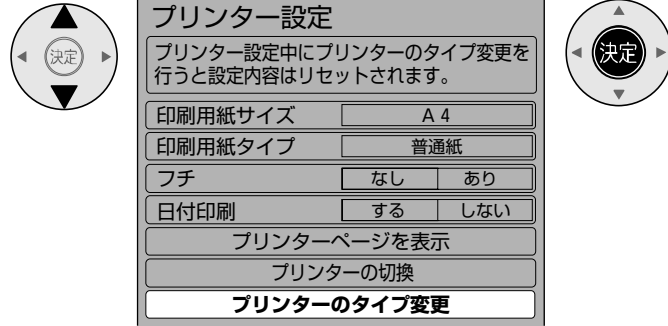 プリンター設定
プリンター設定中にプリンターのタイプ変更を
行うと設定内容はリセットされます。
決定
決定
印刷用紙サイズ A 4
印刷用紙タイプ 普通紙
フチ なし あり
日付印刷 する しない
プリンターページを表示
プリンターの切換
プリンターのタイプ変更